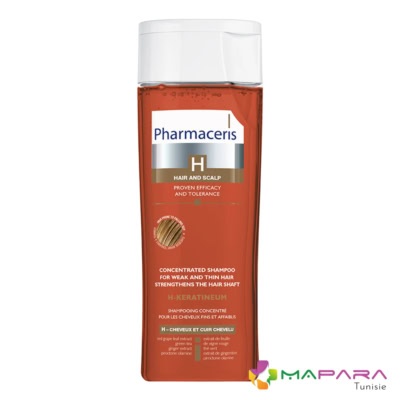 Pharmaceris
H
HAIR AND SCALP
PROVEN EFFICACY
AND TOLERANCE
CONCENTRATED SHAMPOO
FOR WEAK AND THIN HAIR
STRENGTHENS THE HAIR SHAFT
H-KERATINEUM
SHAMPOOING CONCENTRE
POUR LES CHEVEUX FINS ET AFFAIBLIS
H - CHEVEUX ET CUIR CHEVELU
MAPARA
Tunisie